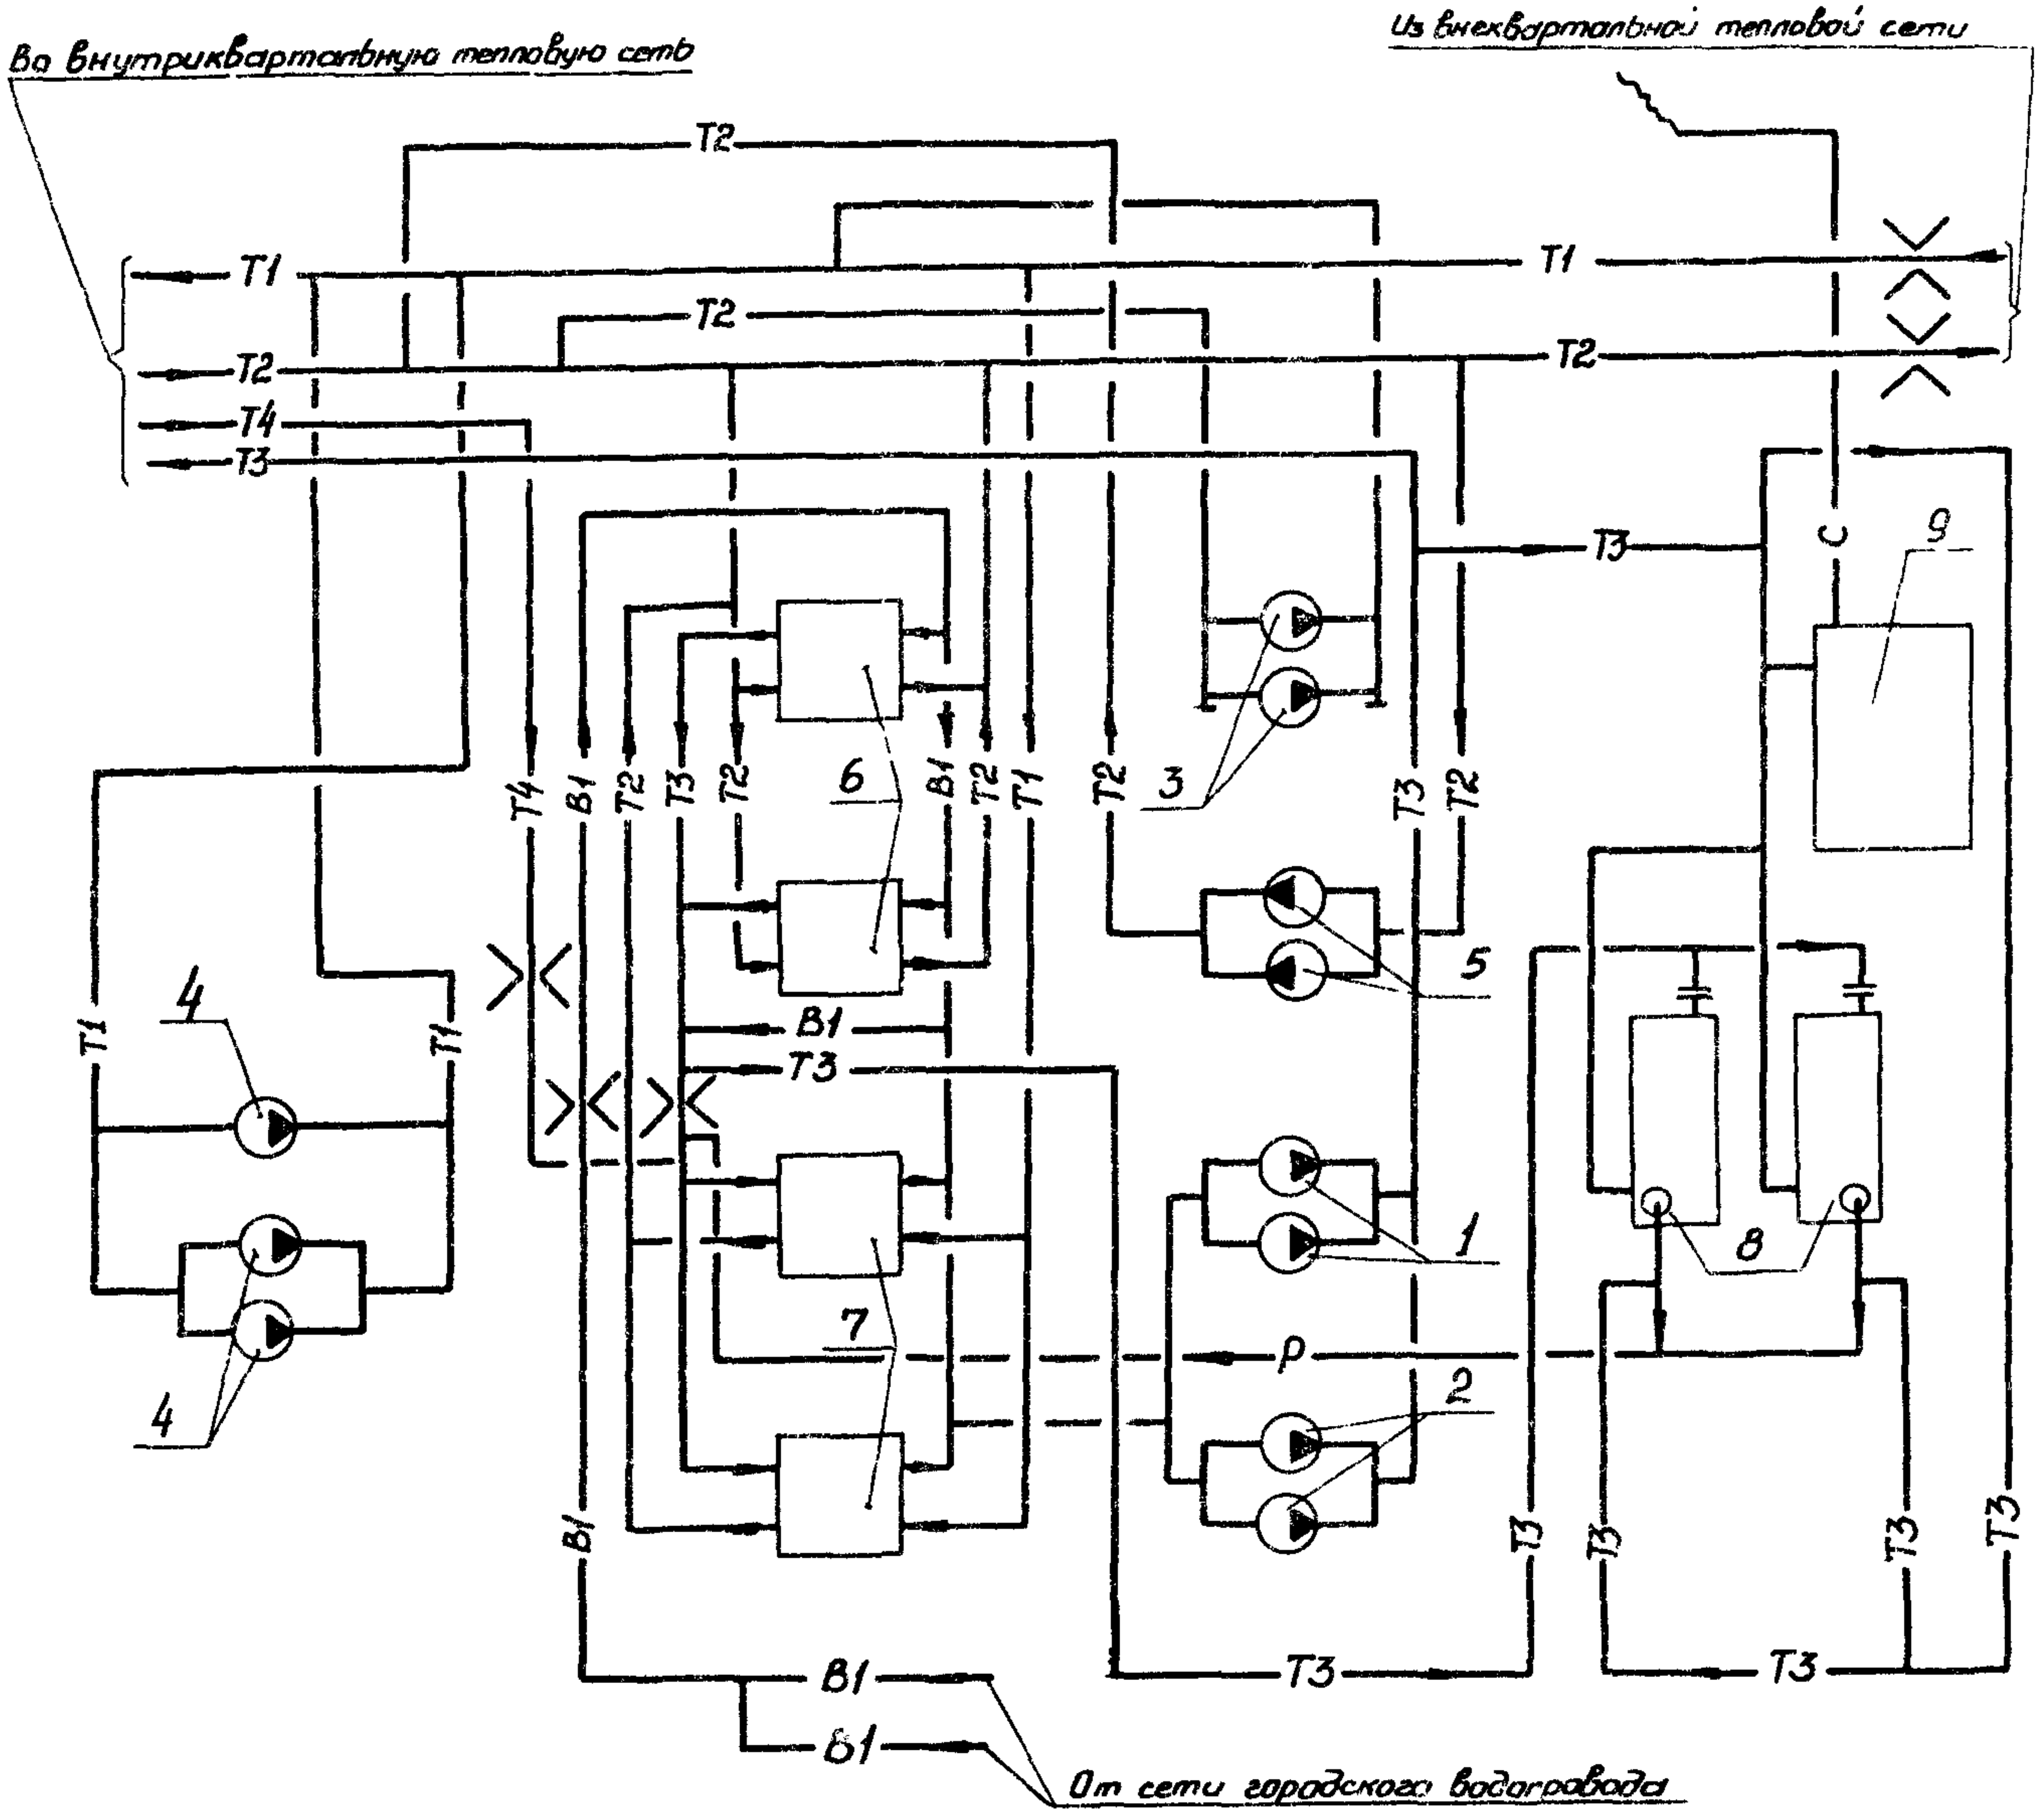 Во внутриквартальную тепловую сеть
Из внеквартальной тепловой сети
Т2
Т1
Т1
Т2
Т2
Т2
Т4
Т3
Т3
С
9
Т4
В1
Т2
Т3
Т2
6
В1
Т2
Т1
Т2
3
Т3
Т2
4
Т1
Т1
5
В1
Т3
1
8
7
Р
2
4
В1
Т3
Т3
Т3
Т3
В1
Т3
Т3
В1
От сети городского водопровода